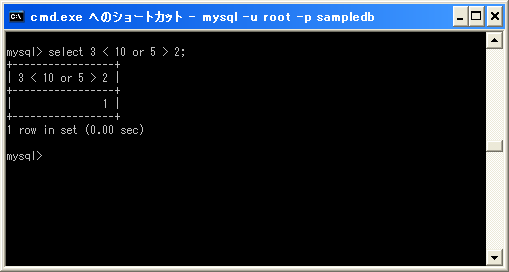 cmd.exe へのショートカット - mysql -u root -p sampledb
mysql> select 3 < 10 or 5 > 2;
+----------------+
| 3 < 10 or 5 > 2 |
+----------------+
|               1 |
+----------------+
1 row in set (0.00 sec)
mysql>